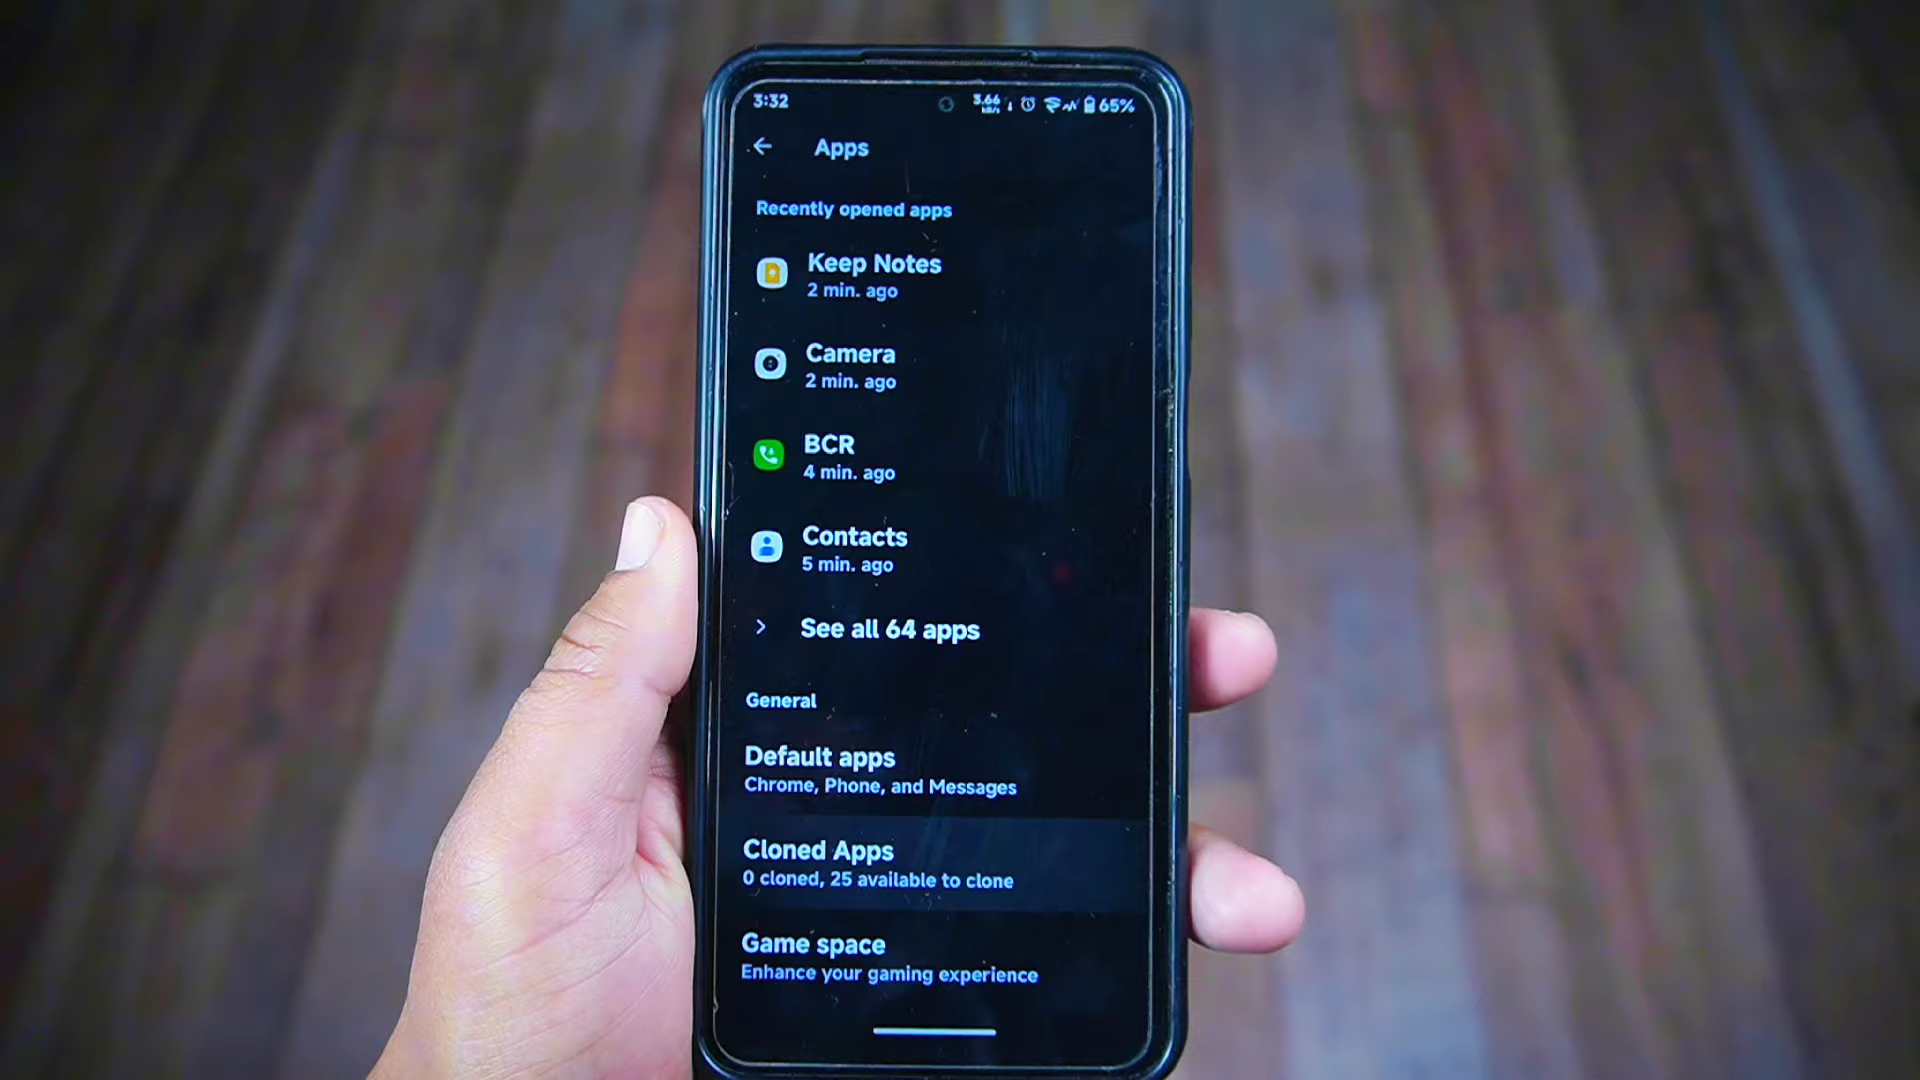 3:32 3.66 65%
Apps
Recently opened apps
Keep Notes
2 min. ago
Camera
2 min. ago
BCR
4 min. ago
Contacts
5 min. ago
See all 64 apps
General
Default apps
Chrome, Phone, and Messages
Cloned Apps
0 cloned, 25 available to clone
Game space
Enhance your gaming experience